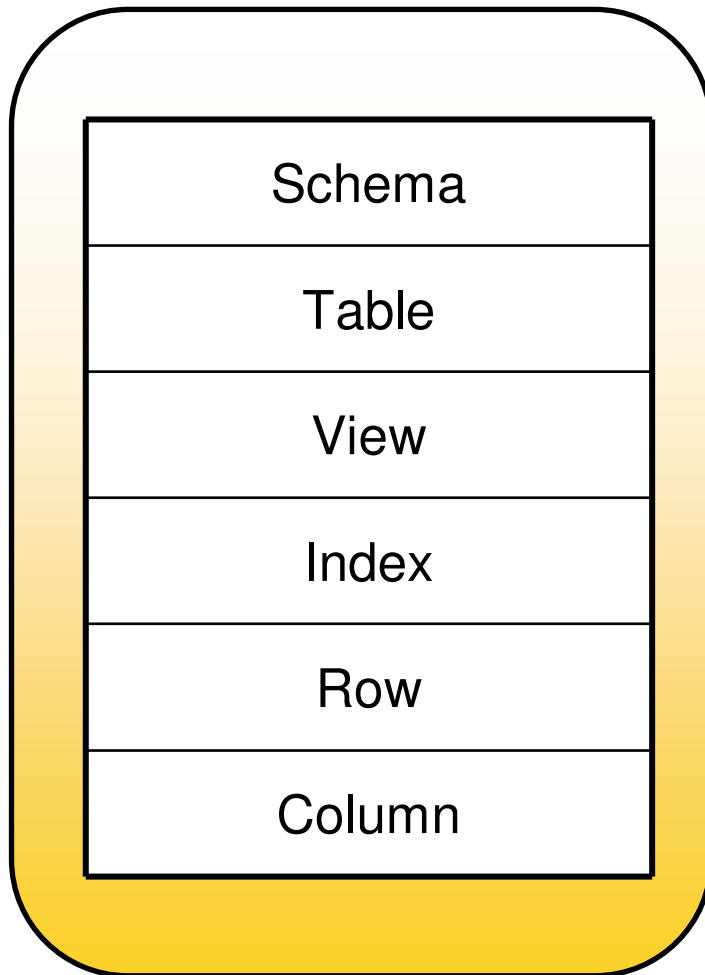 Schema
Table
View
Index
Row
Column